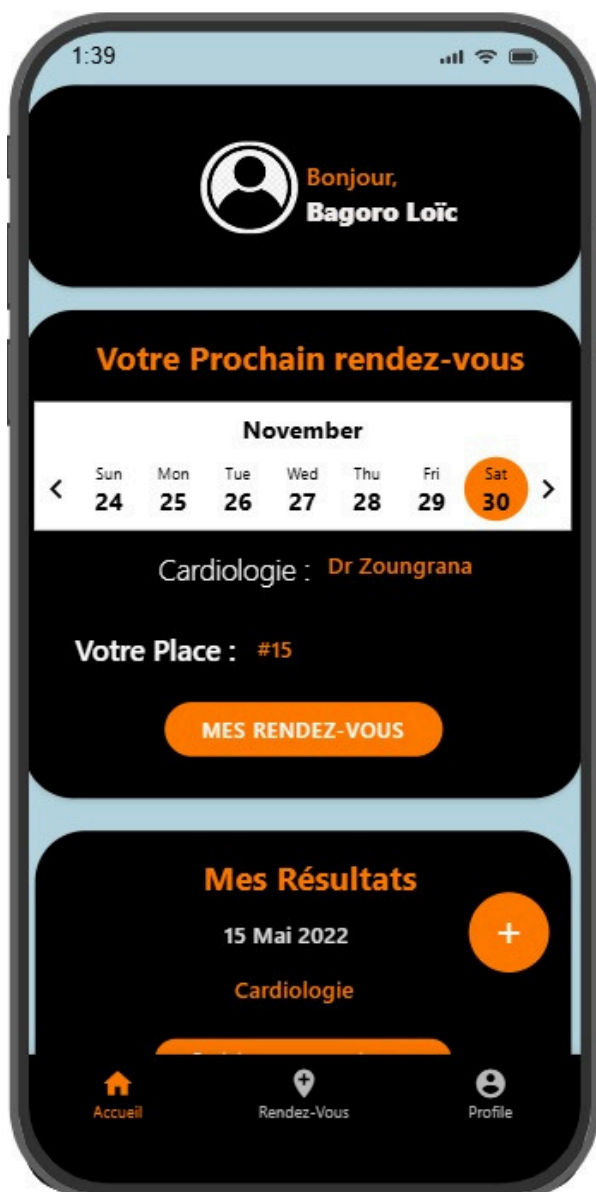 1:39
Bonjour,
Bagoro Loïc
Votre Prochain rendez-vous
November
Sun Mon Tue Wed Thu Fri Sat
24 25 26 27 28 29 30
Cardiologie : Dr Zoungrana
Votre Place : #15
MES RENDEZ-VOUS
Mes Résultats
15 Mai 2022
+
Cardiologie
Accueil Rendez-Vous Profile